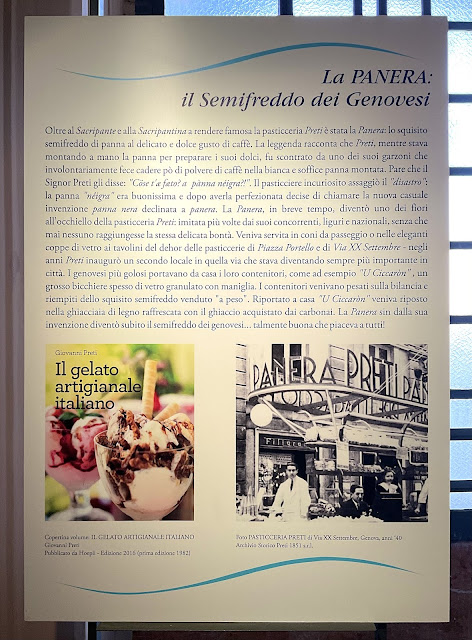 La PANERA:
il Semifreddo dei Genovesi
Oltre al Sacripante e alla Sacripantina a rendere famosa la pasticceria Preti è stata la Panera: lo squisito
semifreddo di panna al delicato e dolce gusto di caffè. La leggenda racconta che Preti, mentre stava
montando a mano la panna per preparare i suoi dolci, fu scontrato da uno dei suoi garzoni che
involontariamente fece cadere pò di polvere di caffè nella bianca e soffice panna montata. Pare che il
Signor Preti gli disse: "Cöse t'æ fæto? a pànna néigra?!". Il pasticciere incuriosito assaggiò il "disastro":
la panna "néigra" era buonissima e dopo averla perfezionata decise di chiamare la nuova casuale
invenzione panna nera declinata a panera. La Panera, in breve tempo, diventò uno dei fiori
all'occhiello della pasticceria Preti: imitata più volte dai suoi concorrenti, liguri e nazionali, senza che
mai nessuno raggiungesse la stessa delicata bontà. Veniva servita in coni da passeggio o nelle eleganti
coppe di vetro ai tavolini del dehor delle pasticcerie di Piazza Portello e di Via XX Settembre - negli
anni Preti inaugurò un secondo locale in quella via che stava diventando sempre più importante in
città. I genovesi più golosi portavano da casa i loro contenitori, come ad esempio "U Ciccarön" , un
grosso bicchiere spesso di vetro granulato con maniglia. I contenitori venivano pesati sulla bilancia e
riempiti dello squisito semifreddo venduto "a peso". Riportato a casa "U Ciccarön" veniva riposto
nella ghiacciaia di legno raffrescata con il ghiaccio acquistato dai carbonai. La Panera sin dalla sua
invenzione diventò subito il semifreddo dei genovesi... talmente buona che piaceva a tutti!
Giovanni Preti
Il gelato
artigianale
italiano
PANERA PRETI PAN
Copertina volume: IL GELATO ARTIGIANALE ITALIANO
Giovanni Preti
Pubblicato da Hoepli - Edizione 2018 (prima edizione 1982)
Foto PASTICCERIA PRETI di Via XX Settembre, Genova, anni '40
Archivio Storico Preti 1851 s.r.l.